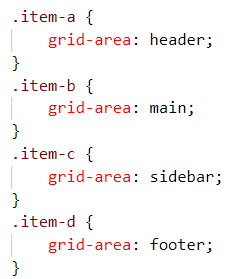 .item-a {
    grid-area: header;
}
.item-b {
    grid-area: main;
}
.item-c {
    grid-area: sidebar;
}
.item-d {
    grid-area: footer;
}